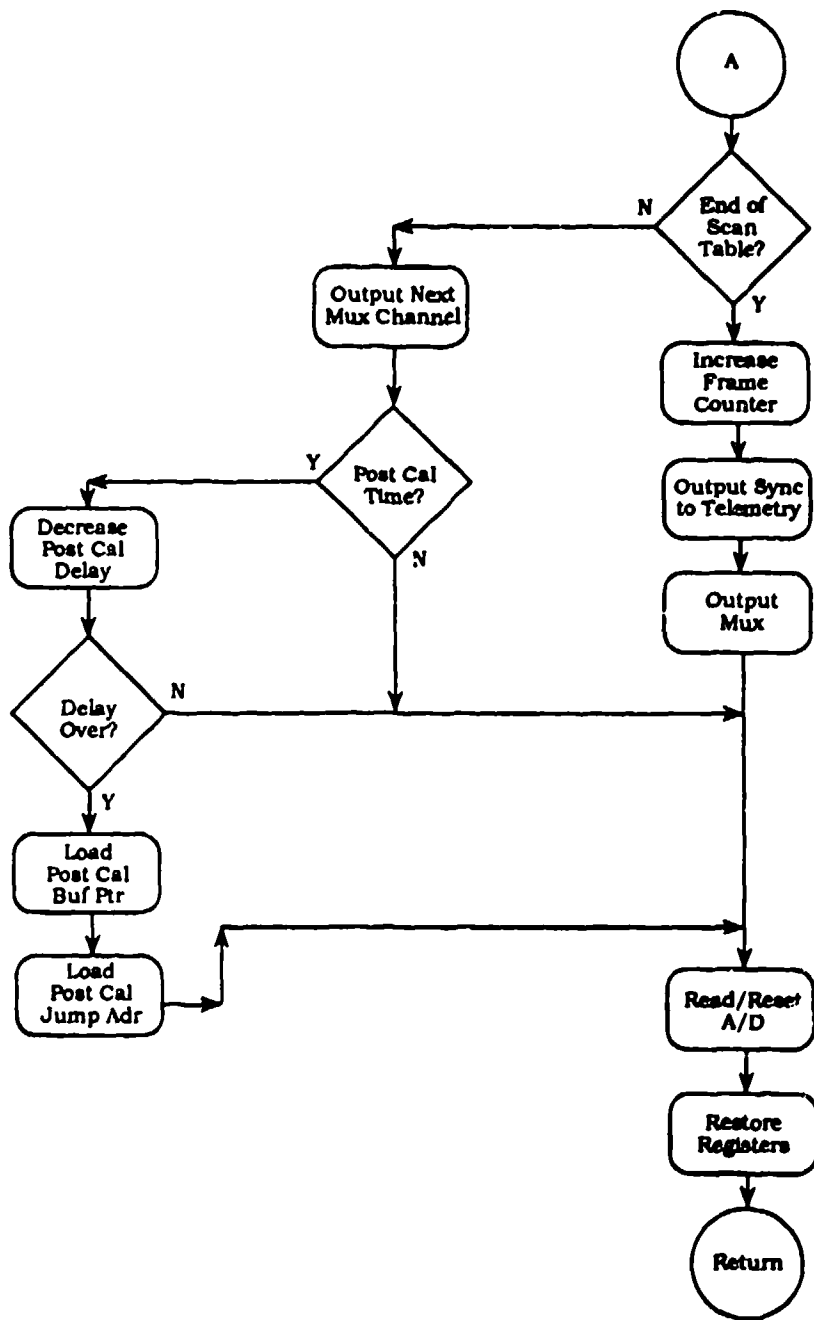 A
End of
Scan
Table?
N
Y
Output Next
Mux Channel
Increase
Frame
Counter
Post Cal
Time?
Y
N
Output Sync
to Telemetry
Decrease
Post Cal
Delay
Output
Mux
Delay
Over?
N
Y
Load
Post Cal
Buf Ptr
Load
Post Cal
Jump Adr
Read/Reset
A/D
Restore
Registers
Return